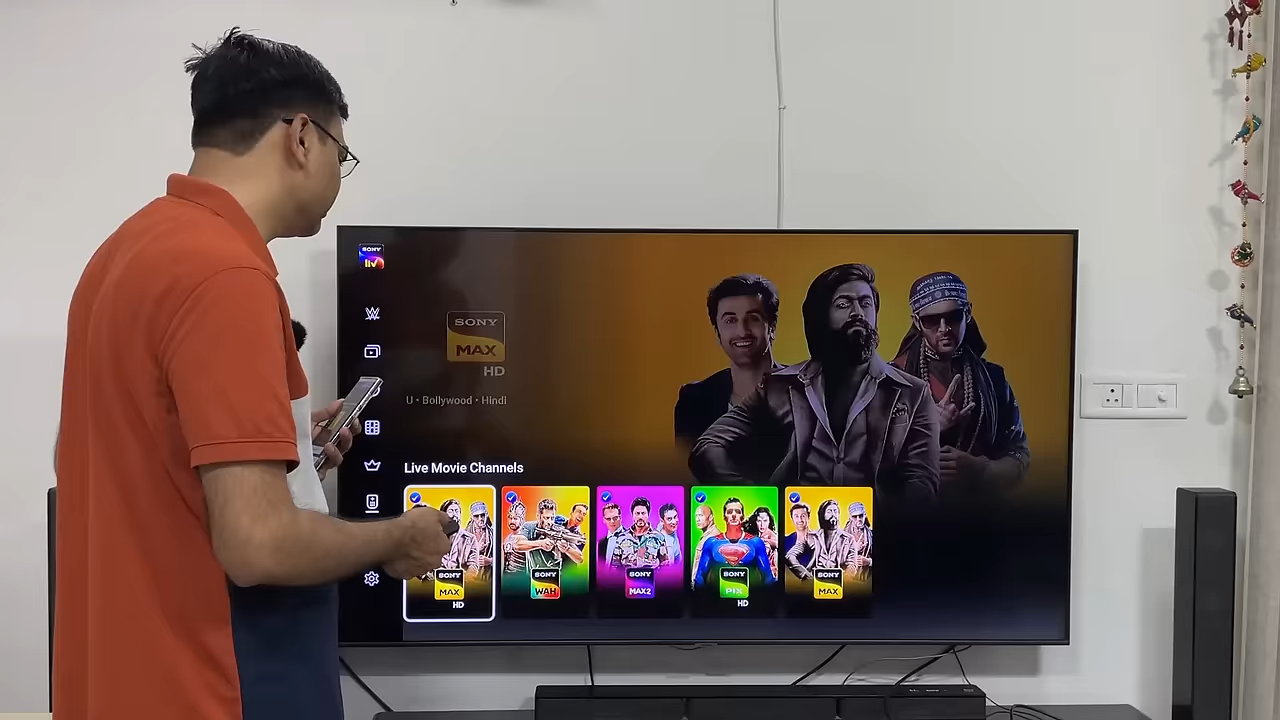 SONY
liv
SONY
MAX
HD
U • Bollywood • Hindi
Live Movie Channels
SONY
MAX
HD
SONY
WAH
SONY
MAX2
SONY
PIX
HD
SONY
MAX